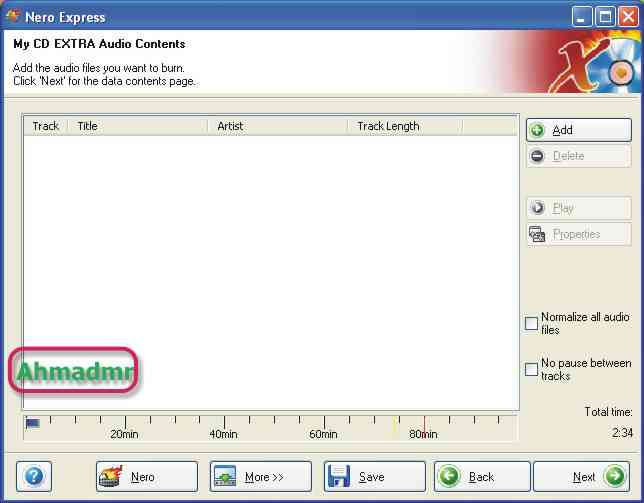 Nero Express
My CD EXTRA Audio Contents
Add the audio files you want to burn.
Click 'Next' for the data contents page.
Track Title Artist Track Length
Add
Delete
Play
Properties
Normalize all audio
files
No pause between
tracks
Ahmadmr
Total time:
2:34
20min 40min 60min 80min
? Nero More >> Save Back Next